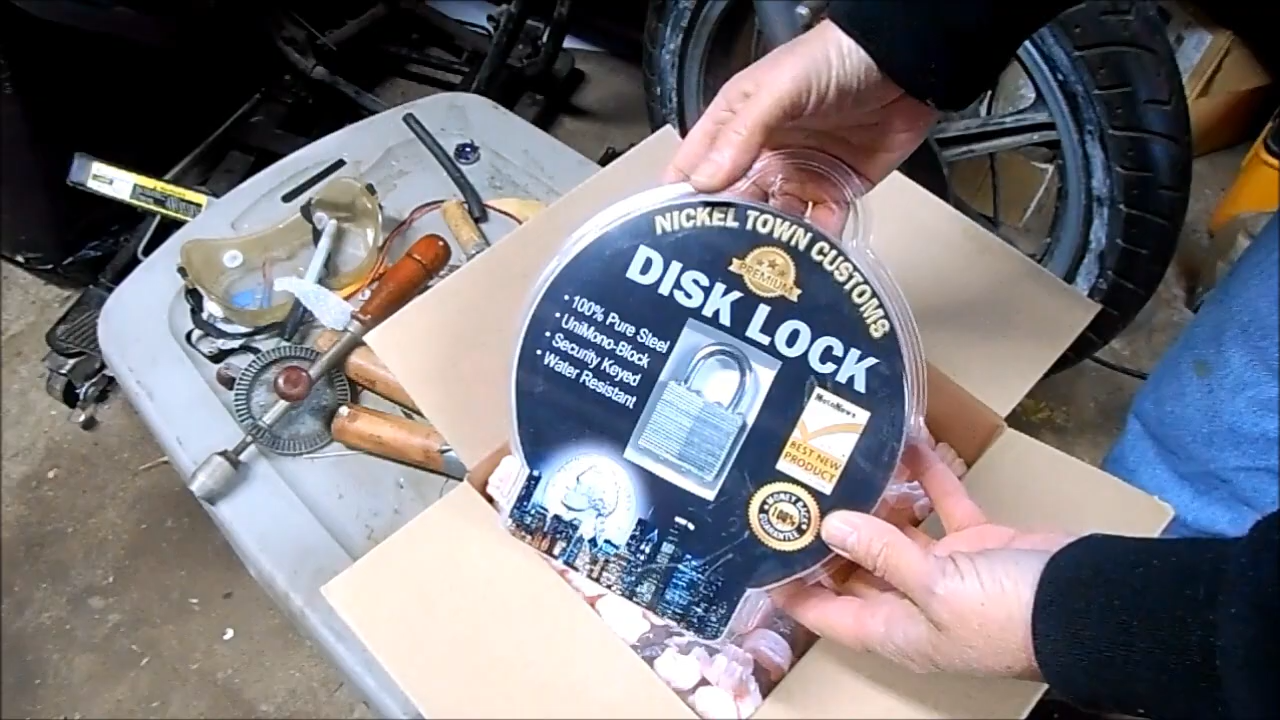 NICKEL TOWN CUSTOMS
PREMIUM
DISK LOCK
• 100% Pure Steel
• UniMono-Block
• Security Keyed
• Water Resistant
MotoNews
BEST NEW
PRODUCT
MONEY BACK
100%
GUARANTEE